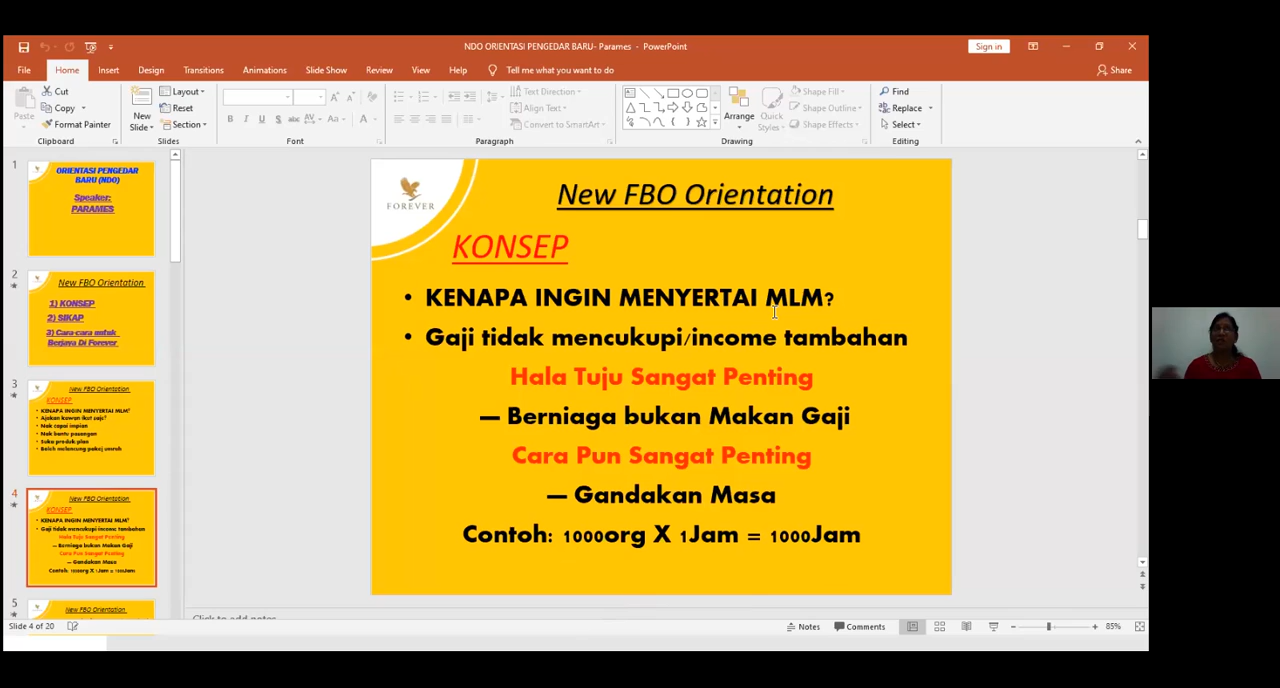 NDO ORIENTASI PENGEDAR BARU- Parames - PowerPoint
Sign in
File Home Insert Design Transitions Animations Slide Show Review View Help Tell me what you want to do Share
Paste
Cut
Copy
Format Painter
Clipboard
New Slide
Layout
Reset
Section
Slides
Font
Text Direction
Align Text
Convert to SmartArt
Paragraph
Arrange
Quick Styles
Shape Fill
Shape Outline
Shape Effects
Drawing
Find
Replace
Select
Editing
1
ORIENTASI PENGEDAR
BARU (NDO)
Speaker:
PARAMES
2
New FBO Orientation
1) KONSEP
2) SIKAP
3) Cara-cara untuk
Berjaya Di Forever
3
New FBO Orientation
KONSEP
• KENAPA INGIN MENYERTAI MLM?
• Ajakan kawan ikut saja?
• Nak capai impian
• Nak bantu pasangan
• Suka produk,plan
• Boleh melancung pakej umrah
4
New FBO Orientation
KONSEP
• KENAPA INGIN MENYERTAI MLM?
• Gaji tidak mencukupi/income tambahan
Hala Tuju Sangat Penting
— Berniaga bukan Makan Gaji
Cara Pun Sangat Penting
— Gandakan Masa
Contoh: 1000org X 1Jam = 1000Jam
5
New FBO Orientation
FOREVER
New FBO Orientation
KONSEP
• KENAPA INGIN MENYERTAI MLM?
• Gaji tidak mencukupi/income tambahan
Hala Tuju Sangat Penting
— Berniaga bukan Makan Gaji
Cara Pun Sangat Penting
— Gandakan Masa
Contoh: 1000org X 1Jam = 1000Jam
Click to add notes
Slide 4 of 20
Notes
Comments
85%